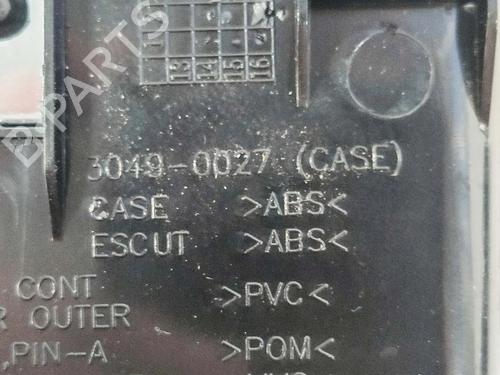 13 14 15 16
B-PARTS
3049-0027 (CASE)
CASE >ABS<
ESCUT >ABS<
CONT >PVC<
R OUTER
,PIN-A >POM<